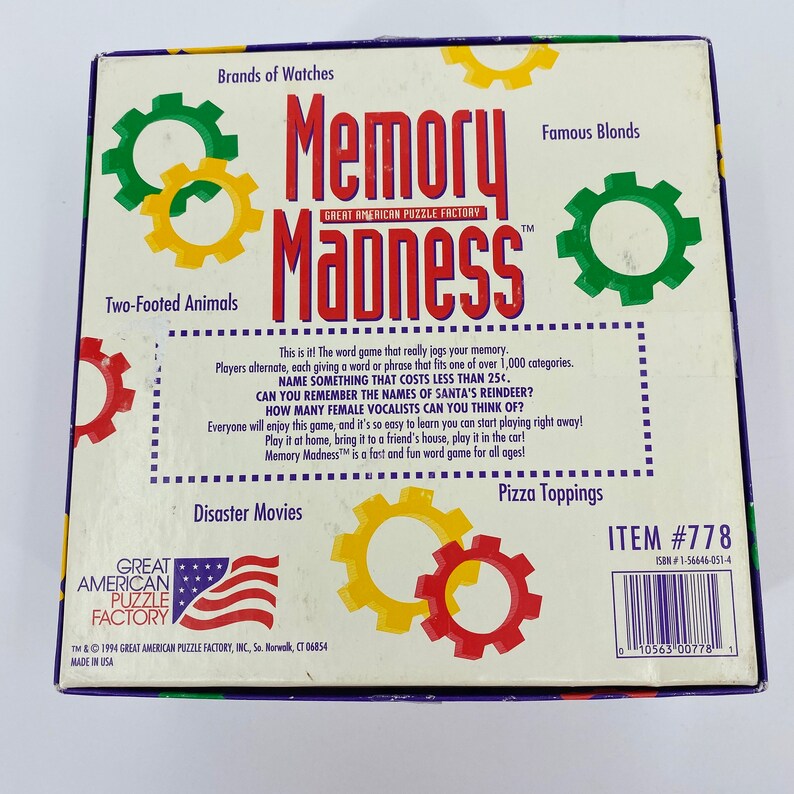 Brands of Watches
Memory
GREAT AMERICAN PUZZLE FACTORY
Madness™
Famous Blonds
Two-Footed Animals
This is it! The word game that really jogs your memory.
Players alternate, each giving a word or phrase that fits one of over 1,000 categories.
NAME SOMETHING THAT COSTS LESS THAN 25¢.
CAN YOU REMEMBER THE NAMES OF SANTA'S REINDEER?
HOW MANY FEMALE VOCALISTS CAN YOU THINK OF?
Everyone will enjoy this game, and it's so easy to learn you can start playing right away!
Play it at home, bring it to a friend's house, play it in the car!
Memory Madness™ is a fast and fun word game for all ages!
Disaster Movies
Pizza Toppings
GREAT
AMERICAN
PUZZLE
FACTORY
™ & © 1994 GREAT AMERICAN PUZZLE FACTORY, INC., So. Norwalk, CT 06854
MADE IN USA
ITEM #778
ISBN # 1-56646-051-4
0 10563 00778 1